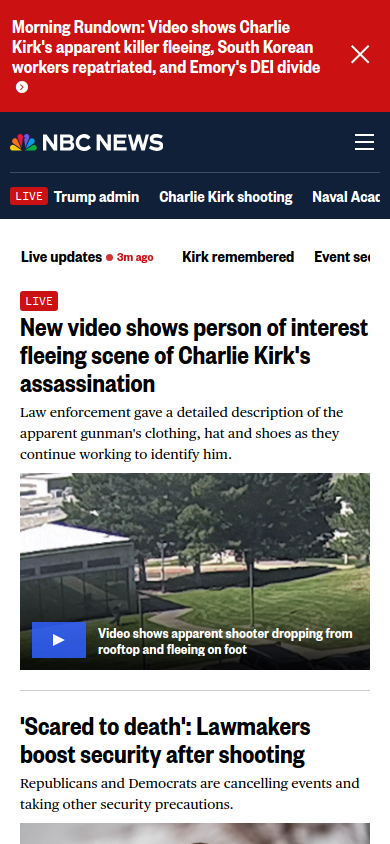 Morning Rundown: Video shows Charlie
Kirk's apparent killer fleeing, South Korean
workers repatriated, and Emory's DEI divide
NBC NEWS
LIVE Trump admin Charlie Kirk shooting Naval Acad
Live updates 3m ago Kirk remembered Event sec
LIVE
New video shows person of interest
fleeing scene of Charlie Kirk's
assassination
Law enforcement gave a detailed description of the
apparent gunman's clothing, hat and shoes as they
continue working to identify him.
Video shows apparent shooter dropping from
rooftop and fleeing on foot
'Scared to death': Lawmakers
boost security after shooting
Republicans and Democrats are cancelling events and
taking other security precautions.